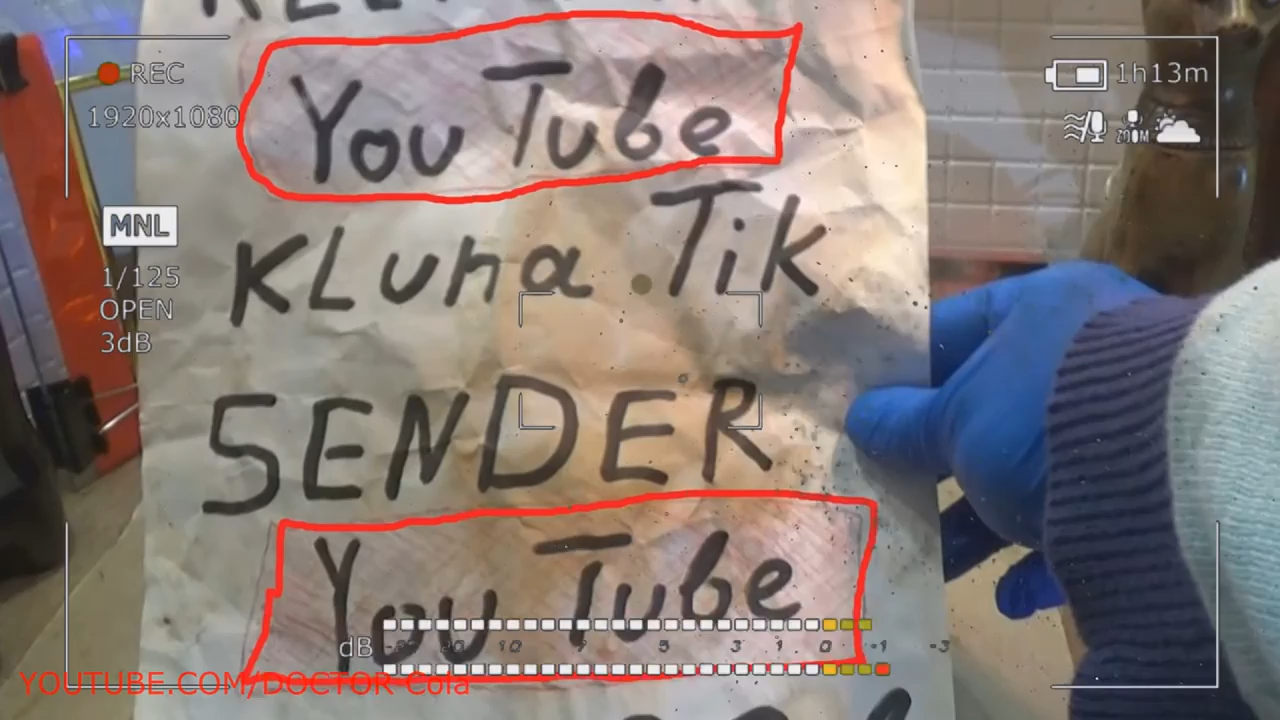 REC
1920x1080
1h13m
ZOOM
MNL
1/125
OPEN
3dB
You Tube
KLuna Tik
SENDER
You Tube
dB
YOUTUBE.COM/DOCTOR-Cola